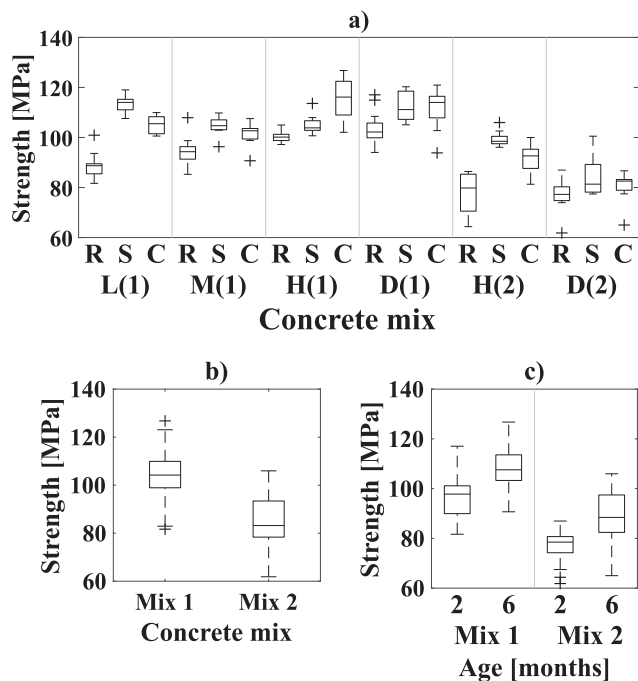 a)
Strength [MPa]
140
120
100
80
60
R S C R S C R S C R S C R S C R S C
L(1) M(1) H(1) D(1) H(2) D(2)
Concrete mix
b)
Strength [MPa]
140
120
100
80
60
Mix 1 Mix 2
Concrete mix
c)
Strength [MPa]
140
120
100
80
60
2 6 2 6
Mix 1 Mix 2
Age [months]